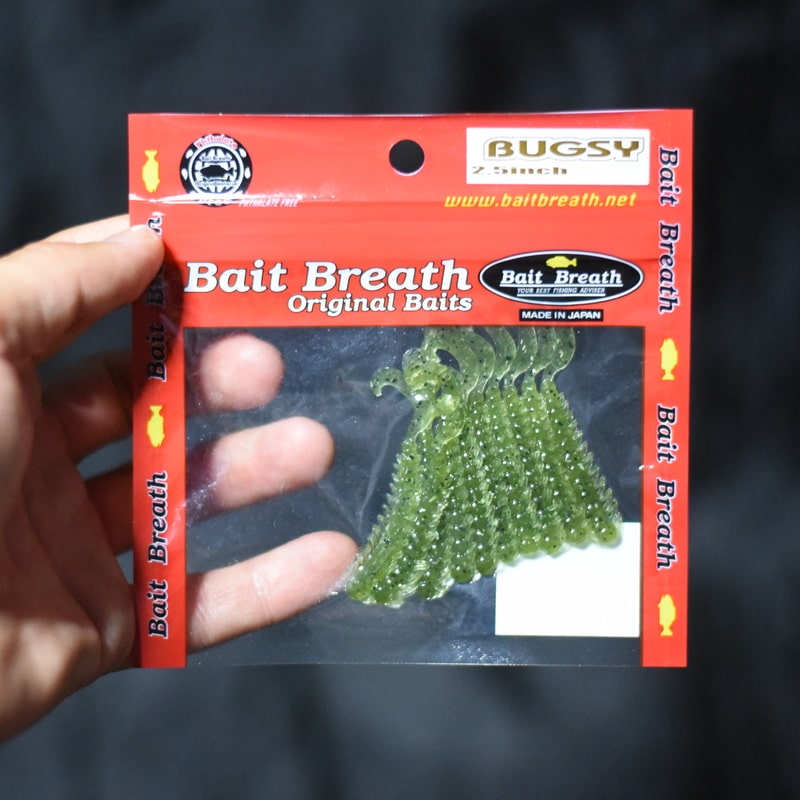 Phthalate
Bait Breath
PHTHALATE FREE
BUGSY
2.5inch
www.baitbreath.net
Bait Breath
Original Baits
Bait Breath
YOUR BEST FISHING ADVISER
MADE IN JAPAN
Bait Breath
Bait Breath
Bait Breath
Bait Breath